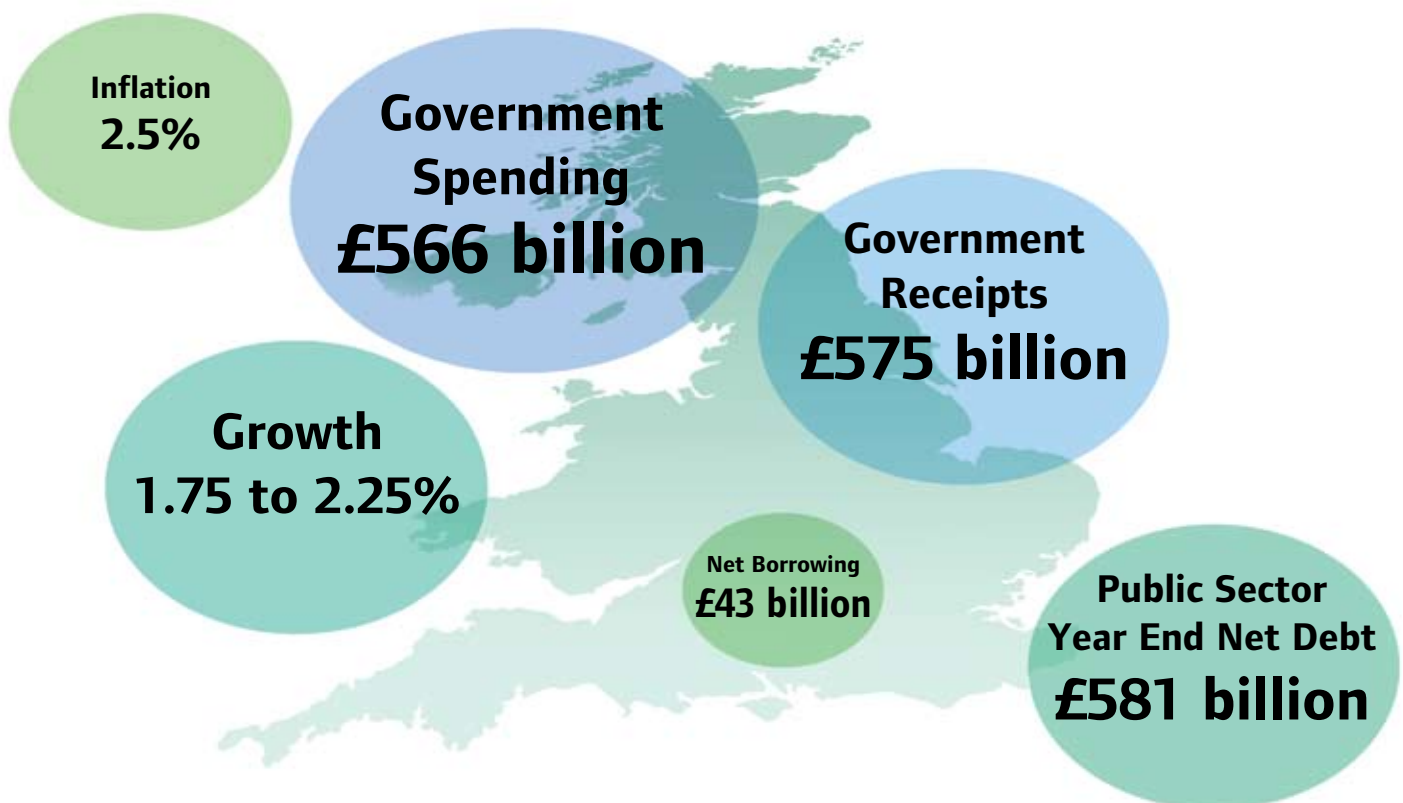 Inflation
2.5%
Government
Spending
£566 billion
Government
Receipts
£575 billion
Growth
1.75 to 2.25%
Net Borrowing
£43 billion
Public Sector
Year End Net Debt
£581 billion